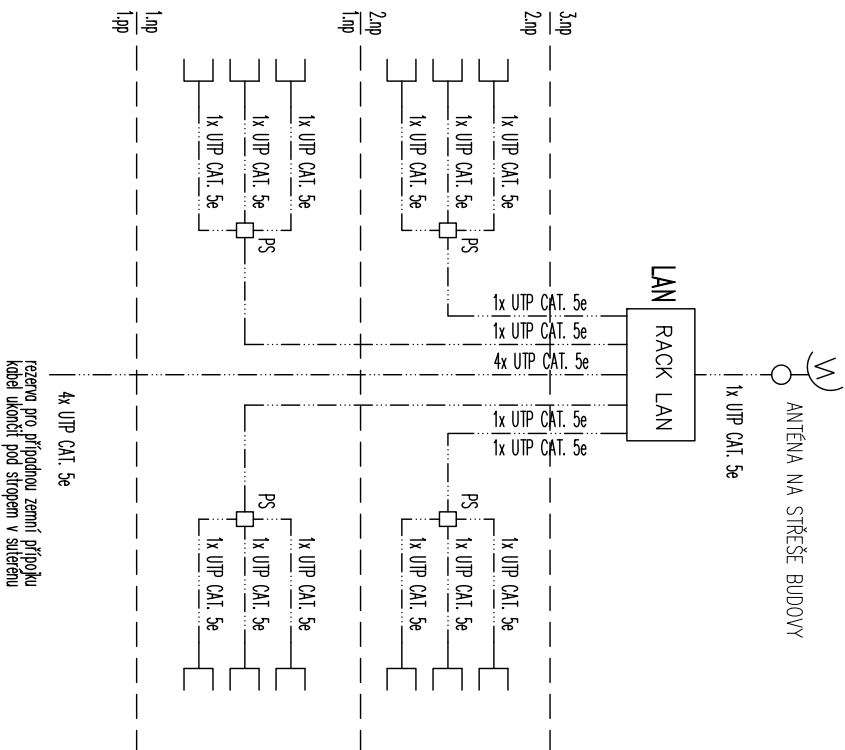 ANTÉNA NA STŘEŠE BUDOVY
1x UTP CAT. 5e
LAN
RACK LAN
3.np
2.np
1x UTP CAT. 5e
1x UTP CAT. 5e
4x UTP CAT. 5e
1x UTP CAT. 5e
1x UTP CAT. 5e
1x UTP CAT. 5e
1x UTP CAT. 5e
1x UTP CAT. 5e
PS
PS
1x UTP CAT. 5e
1x UTP CAT. 5e
1x UTP CAT. 5e
2.np
1.np
1x UTP CAT. 5e
1x UTP CAT. 5e
1x UTP CAT. 5e
PS
PS
1x UTP CAT. 5e
1x UTP CAT. 5e
1x UTP CAT. 5e
1.np
1.pp
4x UTP CAT. 5e
rezerva pro případnou zemní přípojku
kabel ukončit pod stropem v suterénu